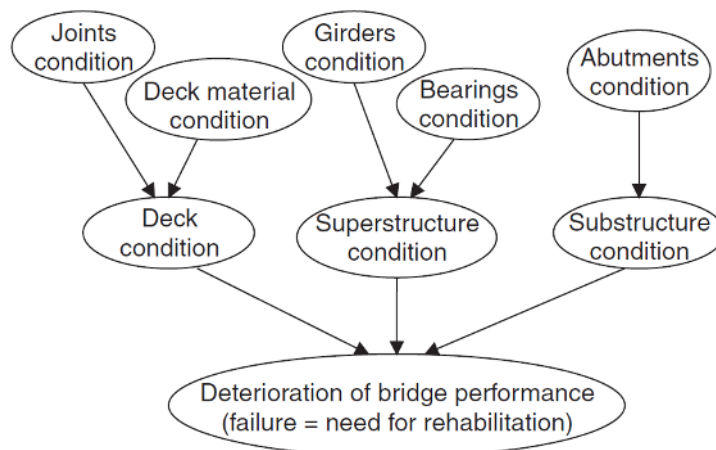 Joints
condition
Deck material
condition
Girders
condition
Bearings
condition
Abutments
condition
Deck
condition
Superstructure
condition
Substructure
condition
Deterioration of bridge performance
(failure = need for rehabilitation)